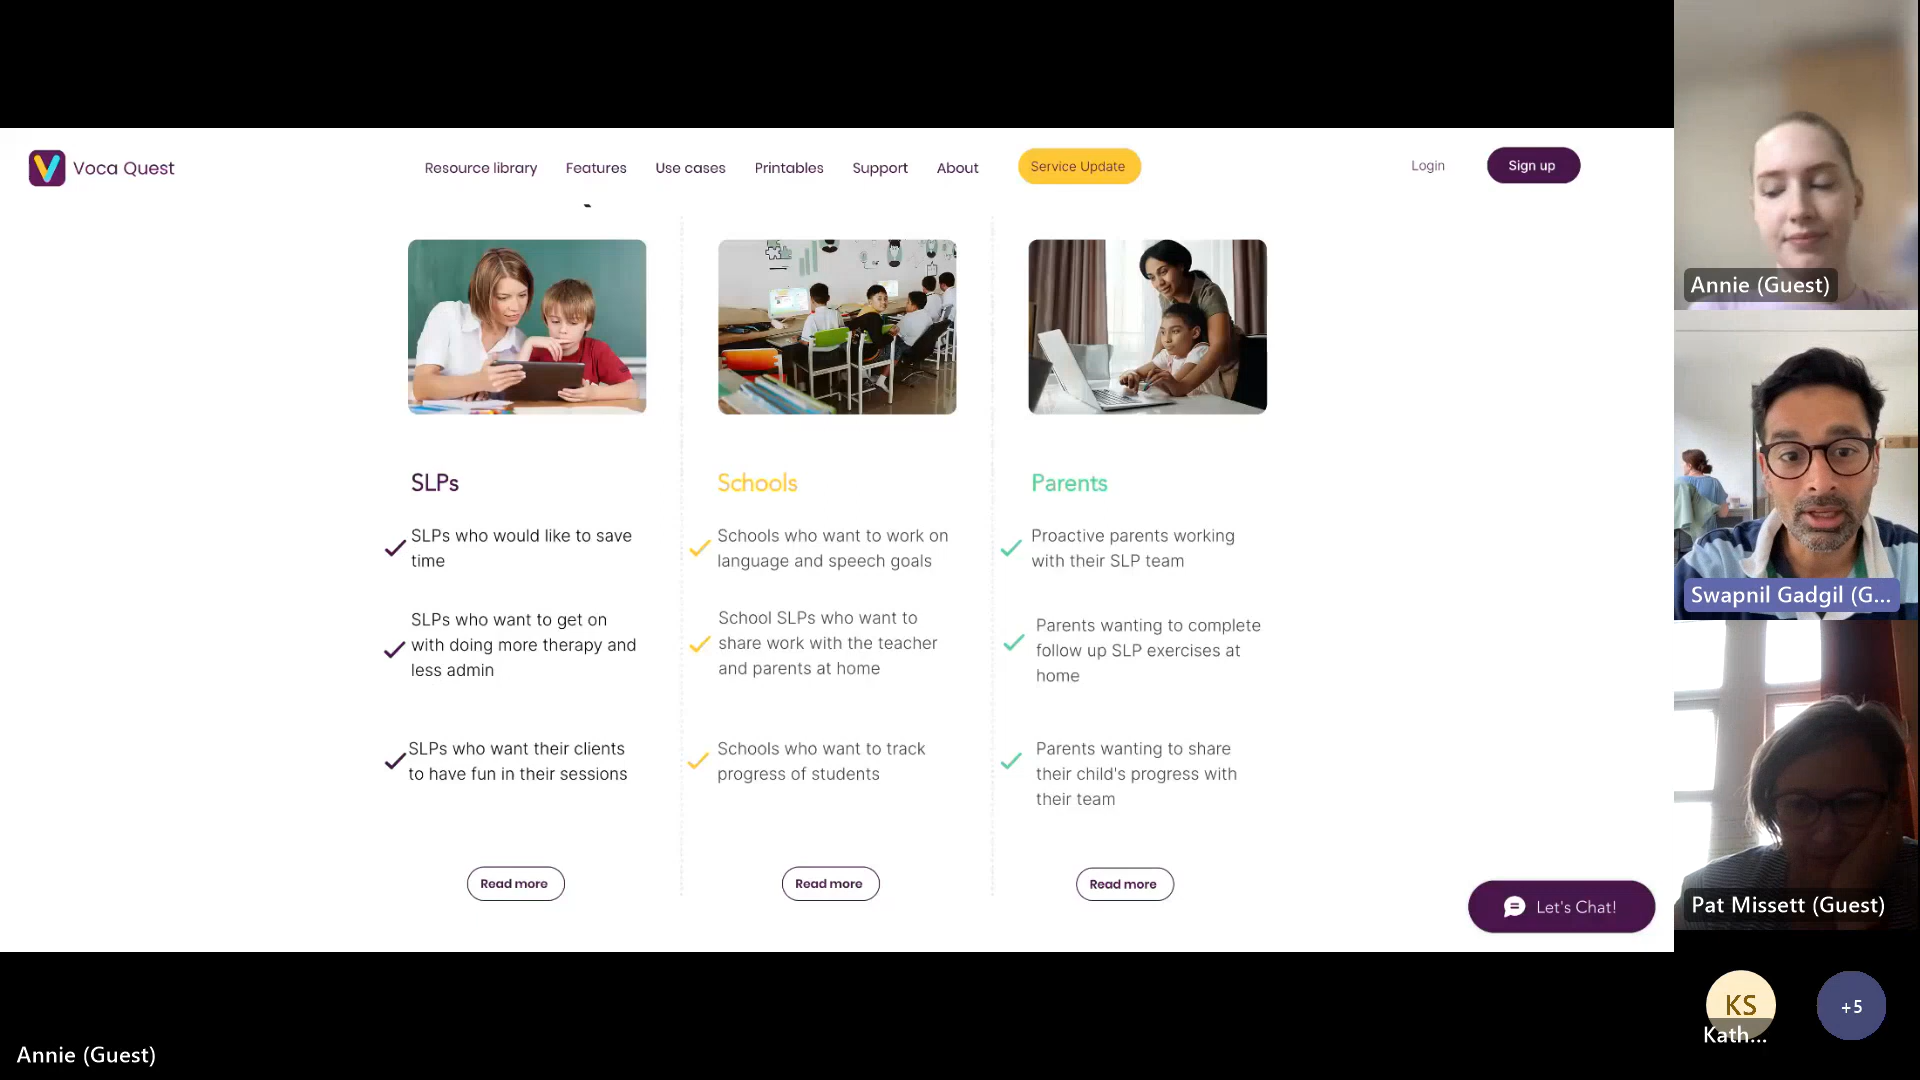 Voca Quest
Resource library
Features
Use cases
Printables
Support
About
Service Update
Login
Sign up
SLPs
SLPs who would like to save
time
SLPs who want to get on
with doing more therapy and
less admin
SLPs who want their clients
to have fun in their sessions
Read more
Schools
Schools who want to work on
language and speech goals
School SLPs who want to
share work with the teacher
and parents at home
Schools who want to track
progress of students
Read more
Parents
Proactive parents working
with their SLP team
Parents wanting to complete
follow up SLP exercises at
home
Parents wanting to share
their child's progress with
their team
Read more
Let's Chat!
Annie (Guest)
Swapnil Gadgil (G...
Pat Missett (Guest)
KS
Kath...
+5
Annie (Guest)